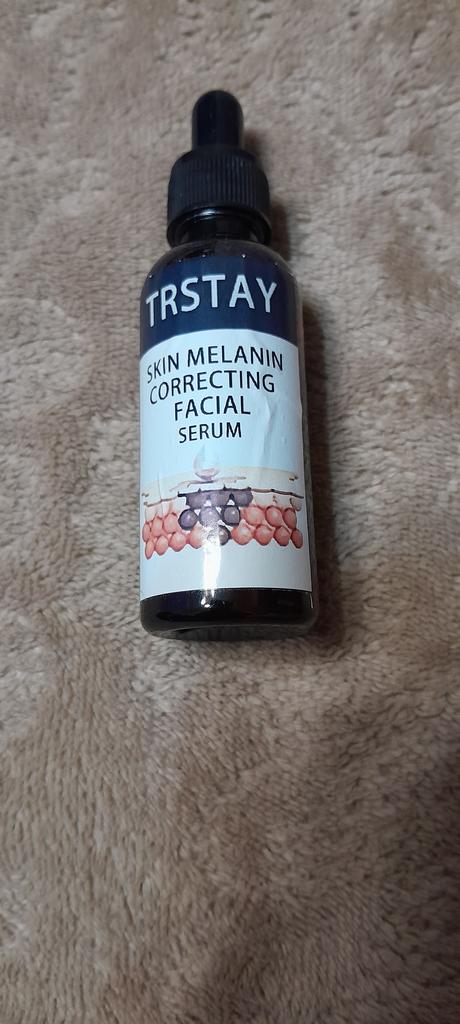 TRSTAY
SKIN MELANIN
CORRECTING
FACIAL
SERUM